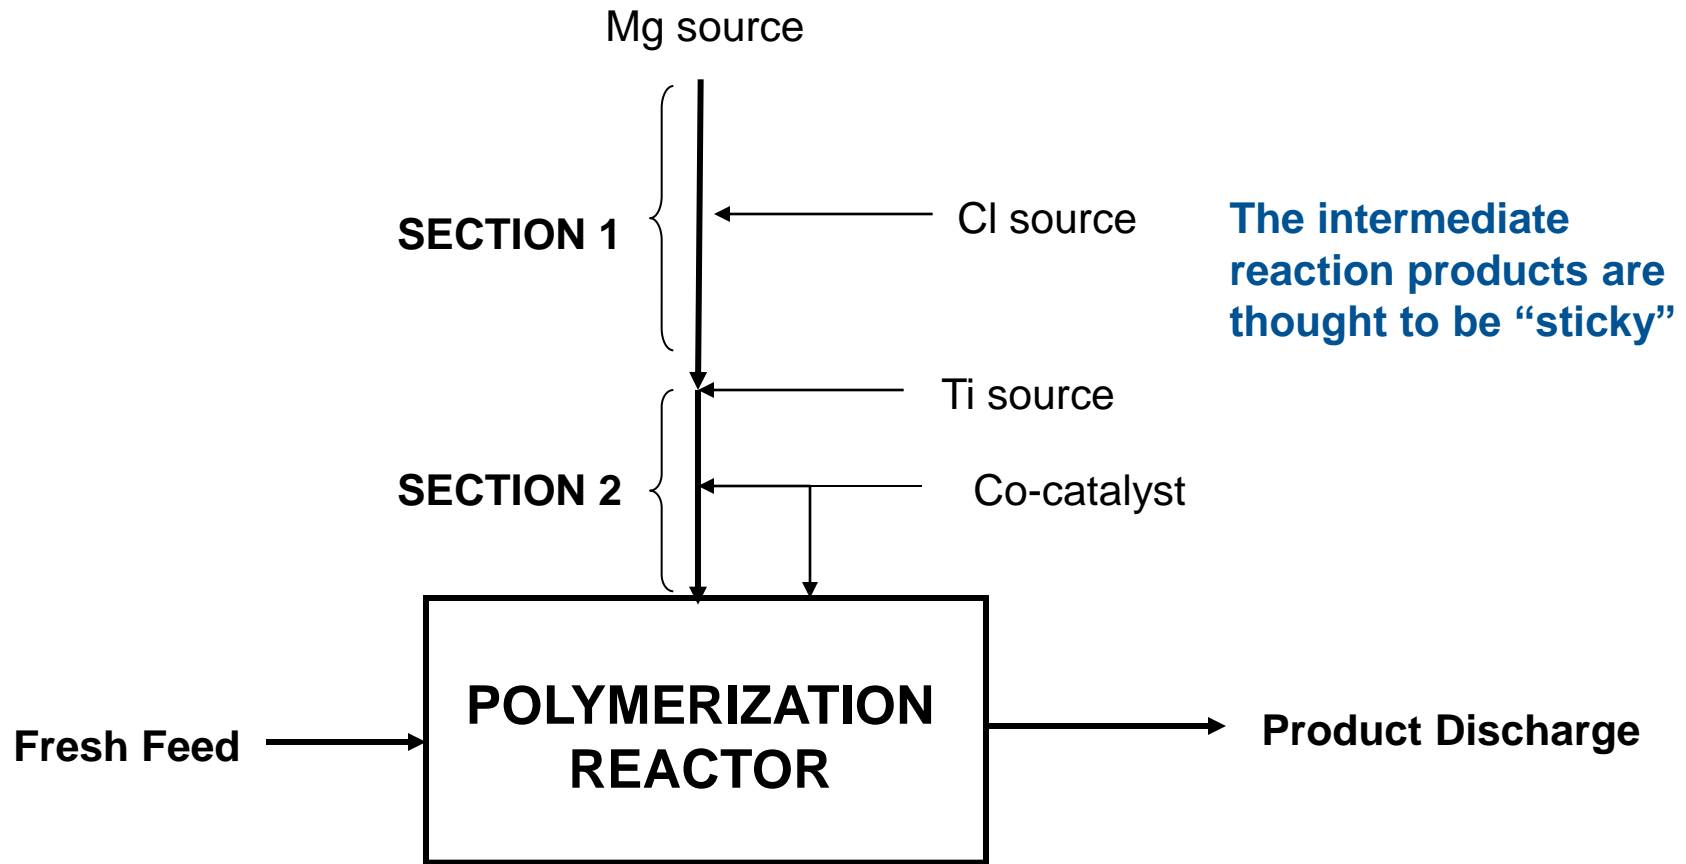 Mg source
SECTION 1
Cl source
The intermediate
reaction products are
thought to be “sticky”
Ti source
SECTION 2
Co-catalyst
POLYMERIZATION
REACTOR
Fresh Feed
Product Discharge